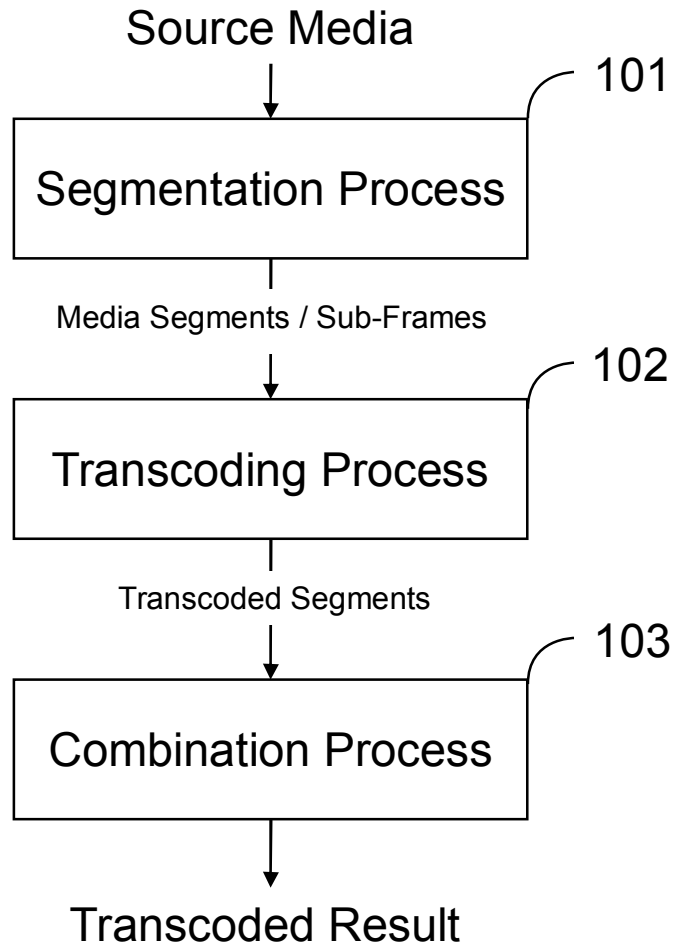 Source Media
101
Segmentation Process
Media Segments / Sub-Frames
102
Transcoding Process
Transcoded Segments
103
Combination Process
Transcoded Result